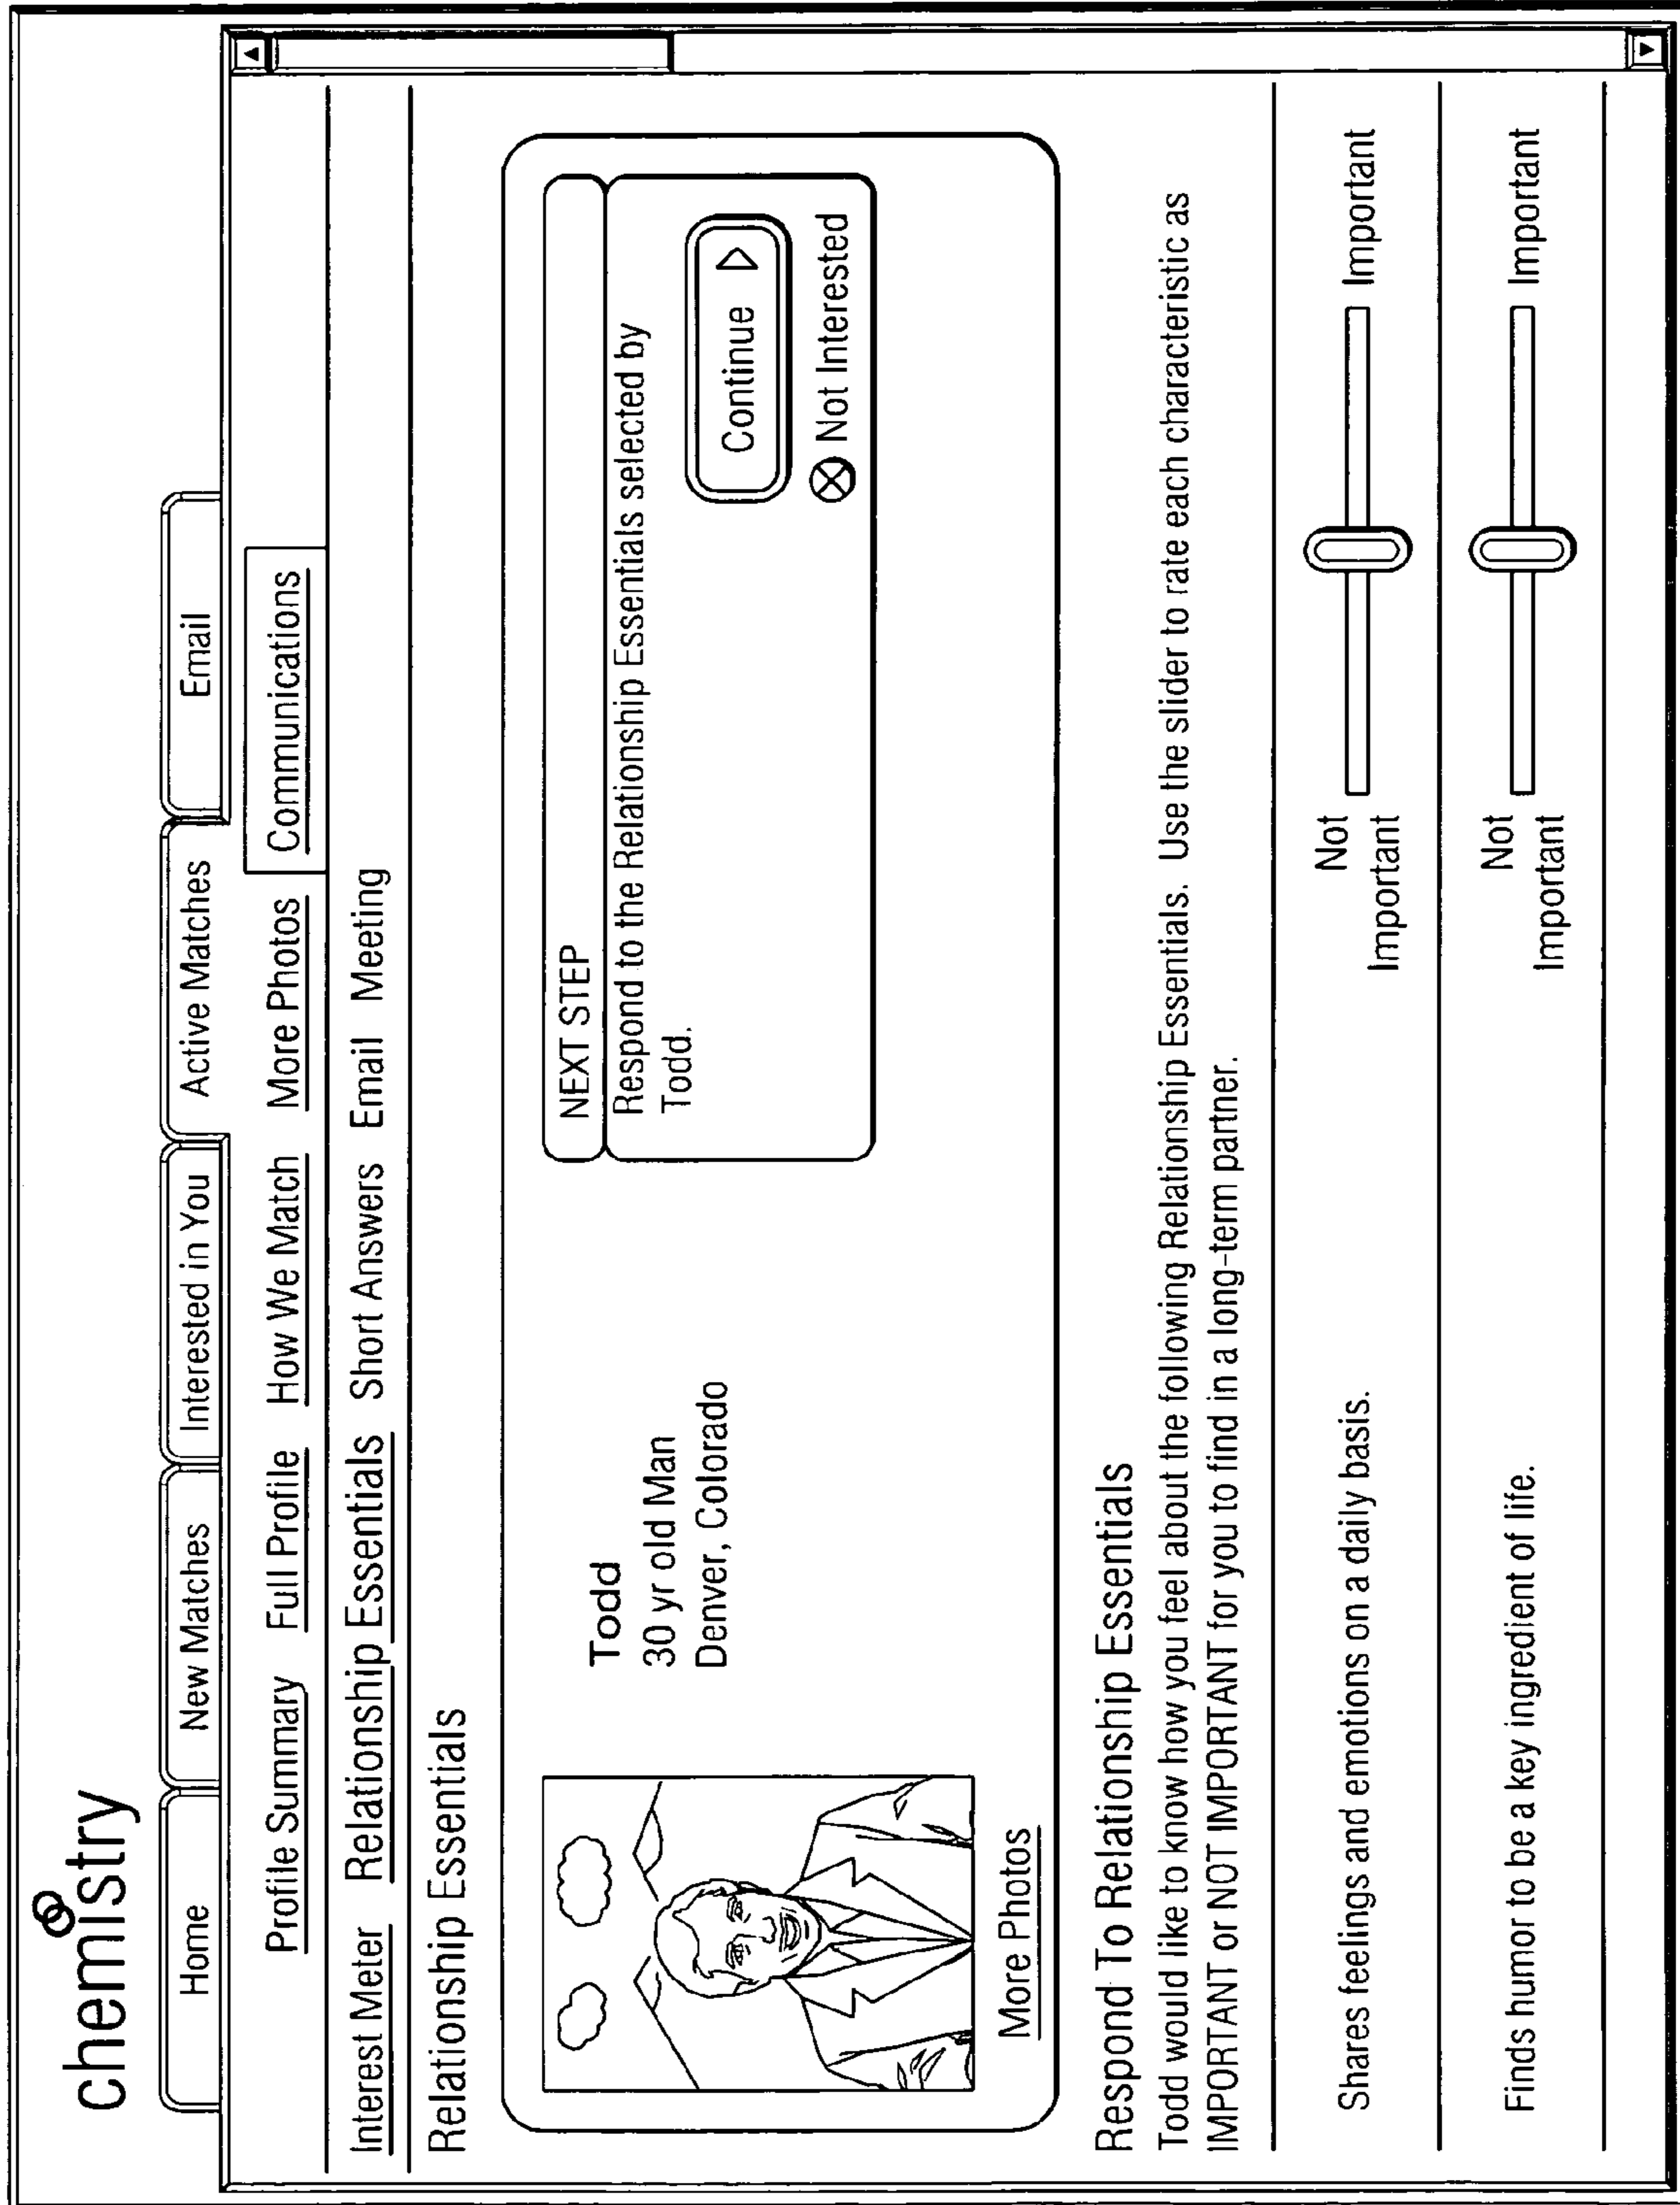 chemistry
Home New Matches Interested in You Active Matches Email
Profile Summary Full Profile How We Match More Photos Communications
Interest Meter Relationship Essentials Short Answers Email Meeting
Relationship Essentials
Todd
30 yr old Man
Denver, Colorado
More Photos
NEXT STEP
Respond to the Relationship Essentials selected by
Todd.
Continue
Not Interested
Respond To Relationship Essentials
Todd would like to know how you feel about the following Relationship Essentials. Use the slider to rate each characteristic as
IMPORTANT or NOT IMPORTANT for you to find in a long-term partner.
Shares feelings and emotions on a daily basis.
Not
Important
Important
Finds humor to be a key ingredient of life.
Not
Important
Important